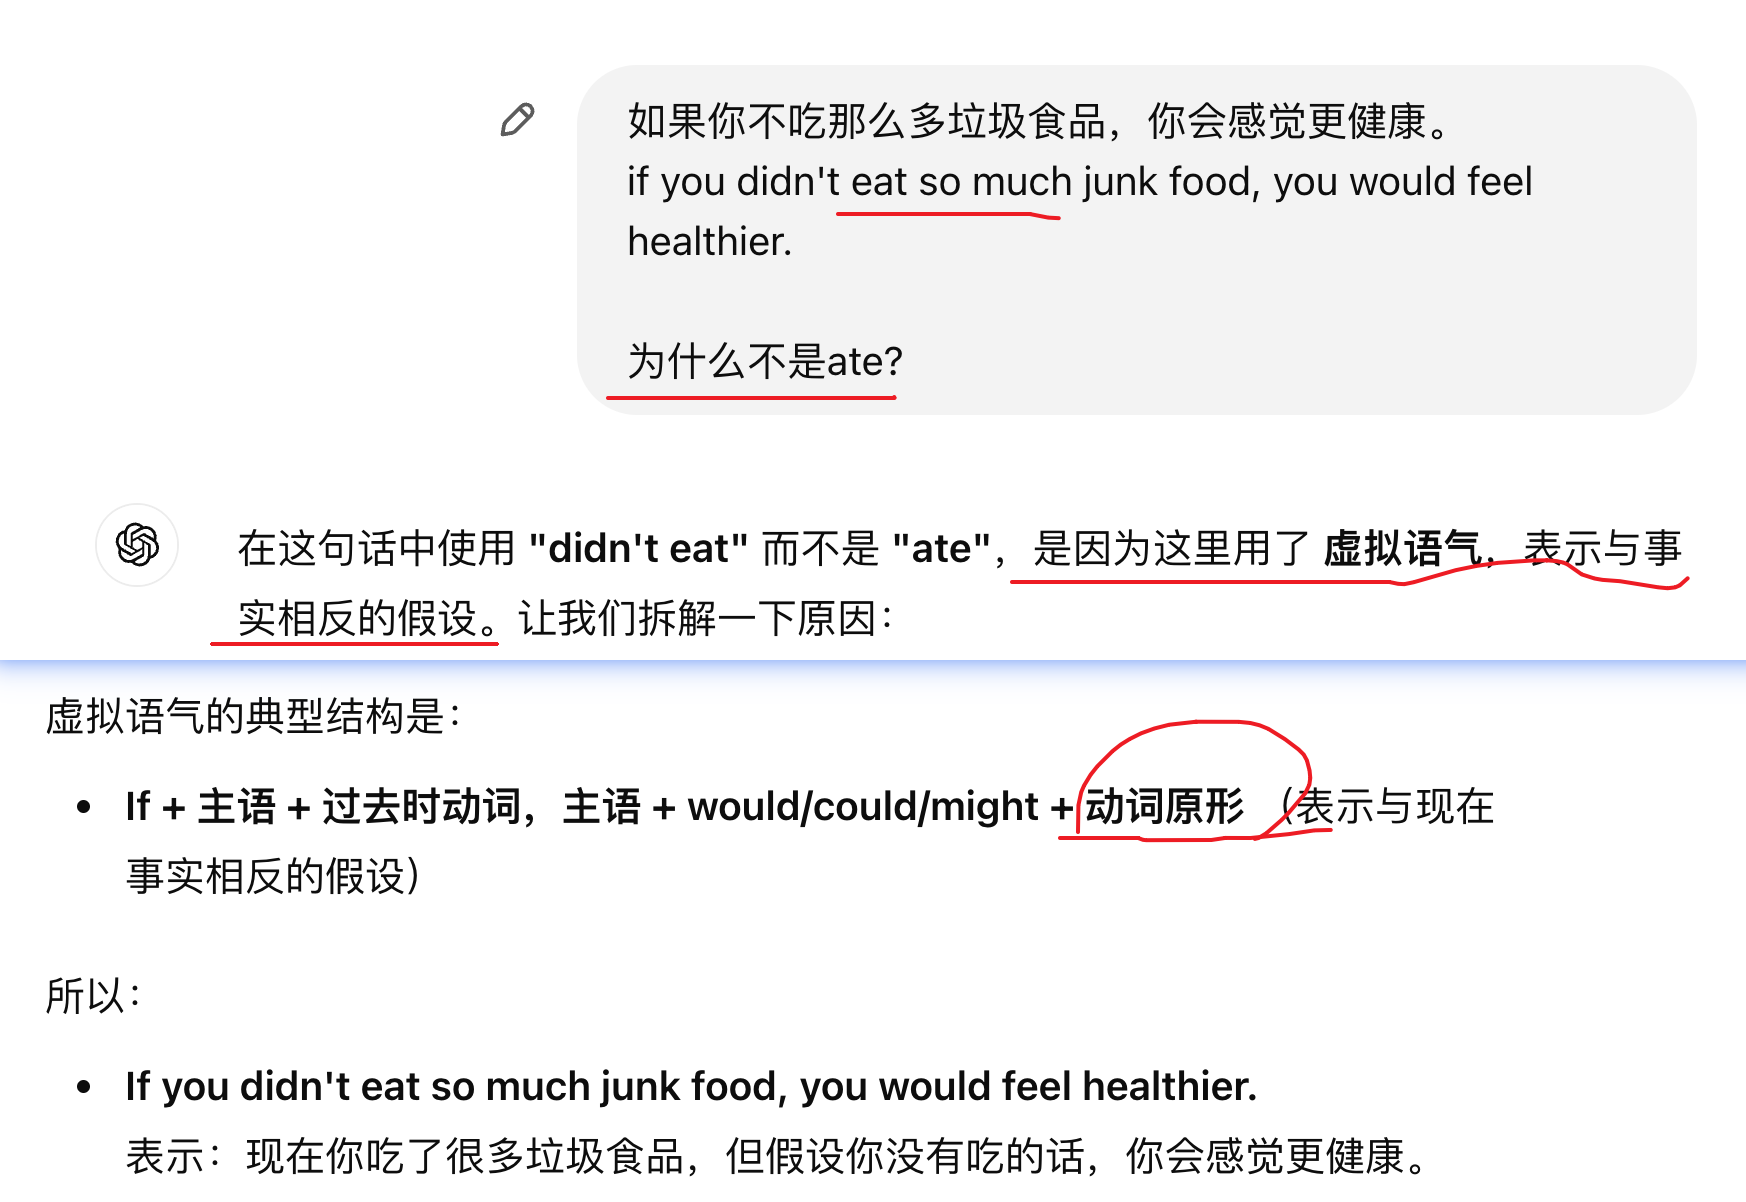 如果你不吃那么多垃圾食品，你会感觉更健康。
if you didn't eat so much junk food, you would feel
healthier.
为什么不是ate?
在这句话中使用 "didn't eat" 而不是 "ate"，是因为这里用了 虚拟语气，表示与事
实相反的假设。让我们拆解一下原因：
虚拟语气的典型结构是：
• If + 主语 + 过去时动词，主语 + would/could/might + 动词原形 （表示与现在
事实相反的假设）
所以：
• If you didn't eat so much junk food, you would feel healthier.
表示：现在你吃了很多垃圾食品，但假设你没有吃的话，你会感觉更健康。